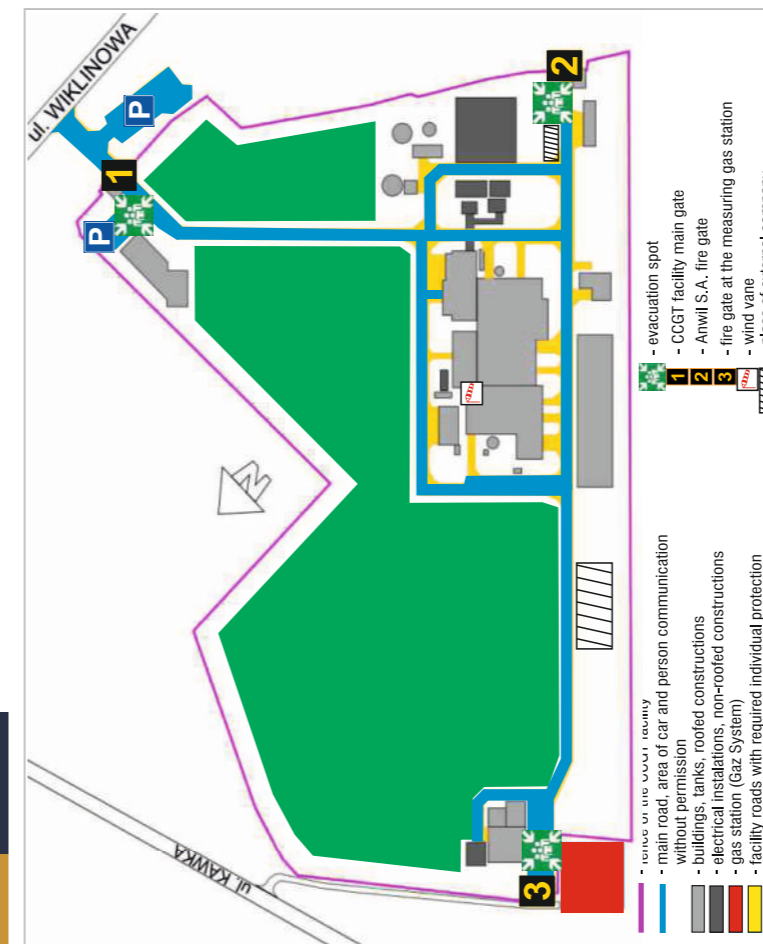 ul. WIKLINOWA
P
1
P
2
N
ul. KAWKA
3
- evacuation spot
1 - CCGT facility main gate
2 - Anwil S.A. fire gate
3 - fire gate at the measuring gas station
- wind vane
- fence of the CCGT facility
- main road, area of car and person communication
without permission
- buildings, tanks, roofed constructions
- electrical instalations, non-roofed constructions
- gas station (Gaz System)
- facility roads with required individual protection